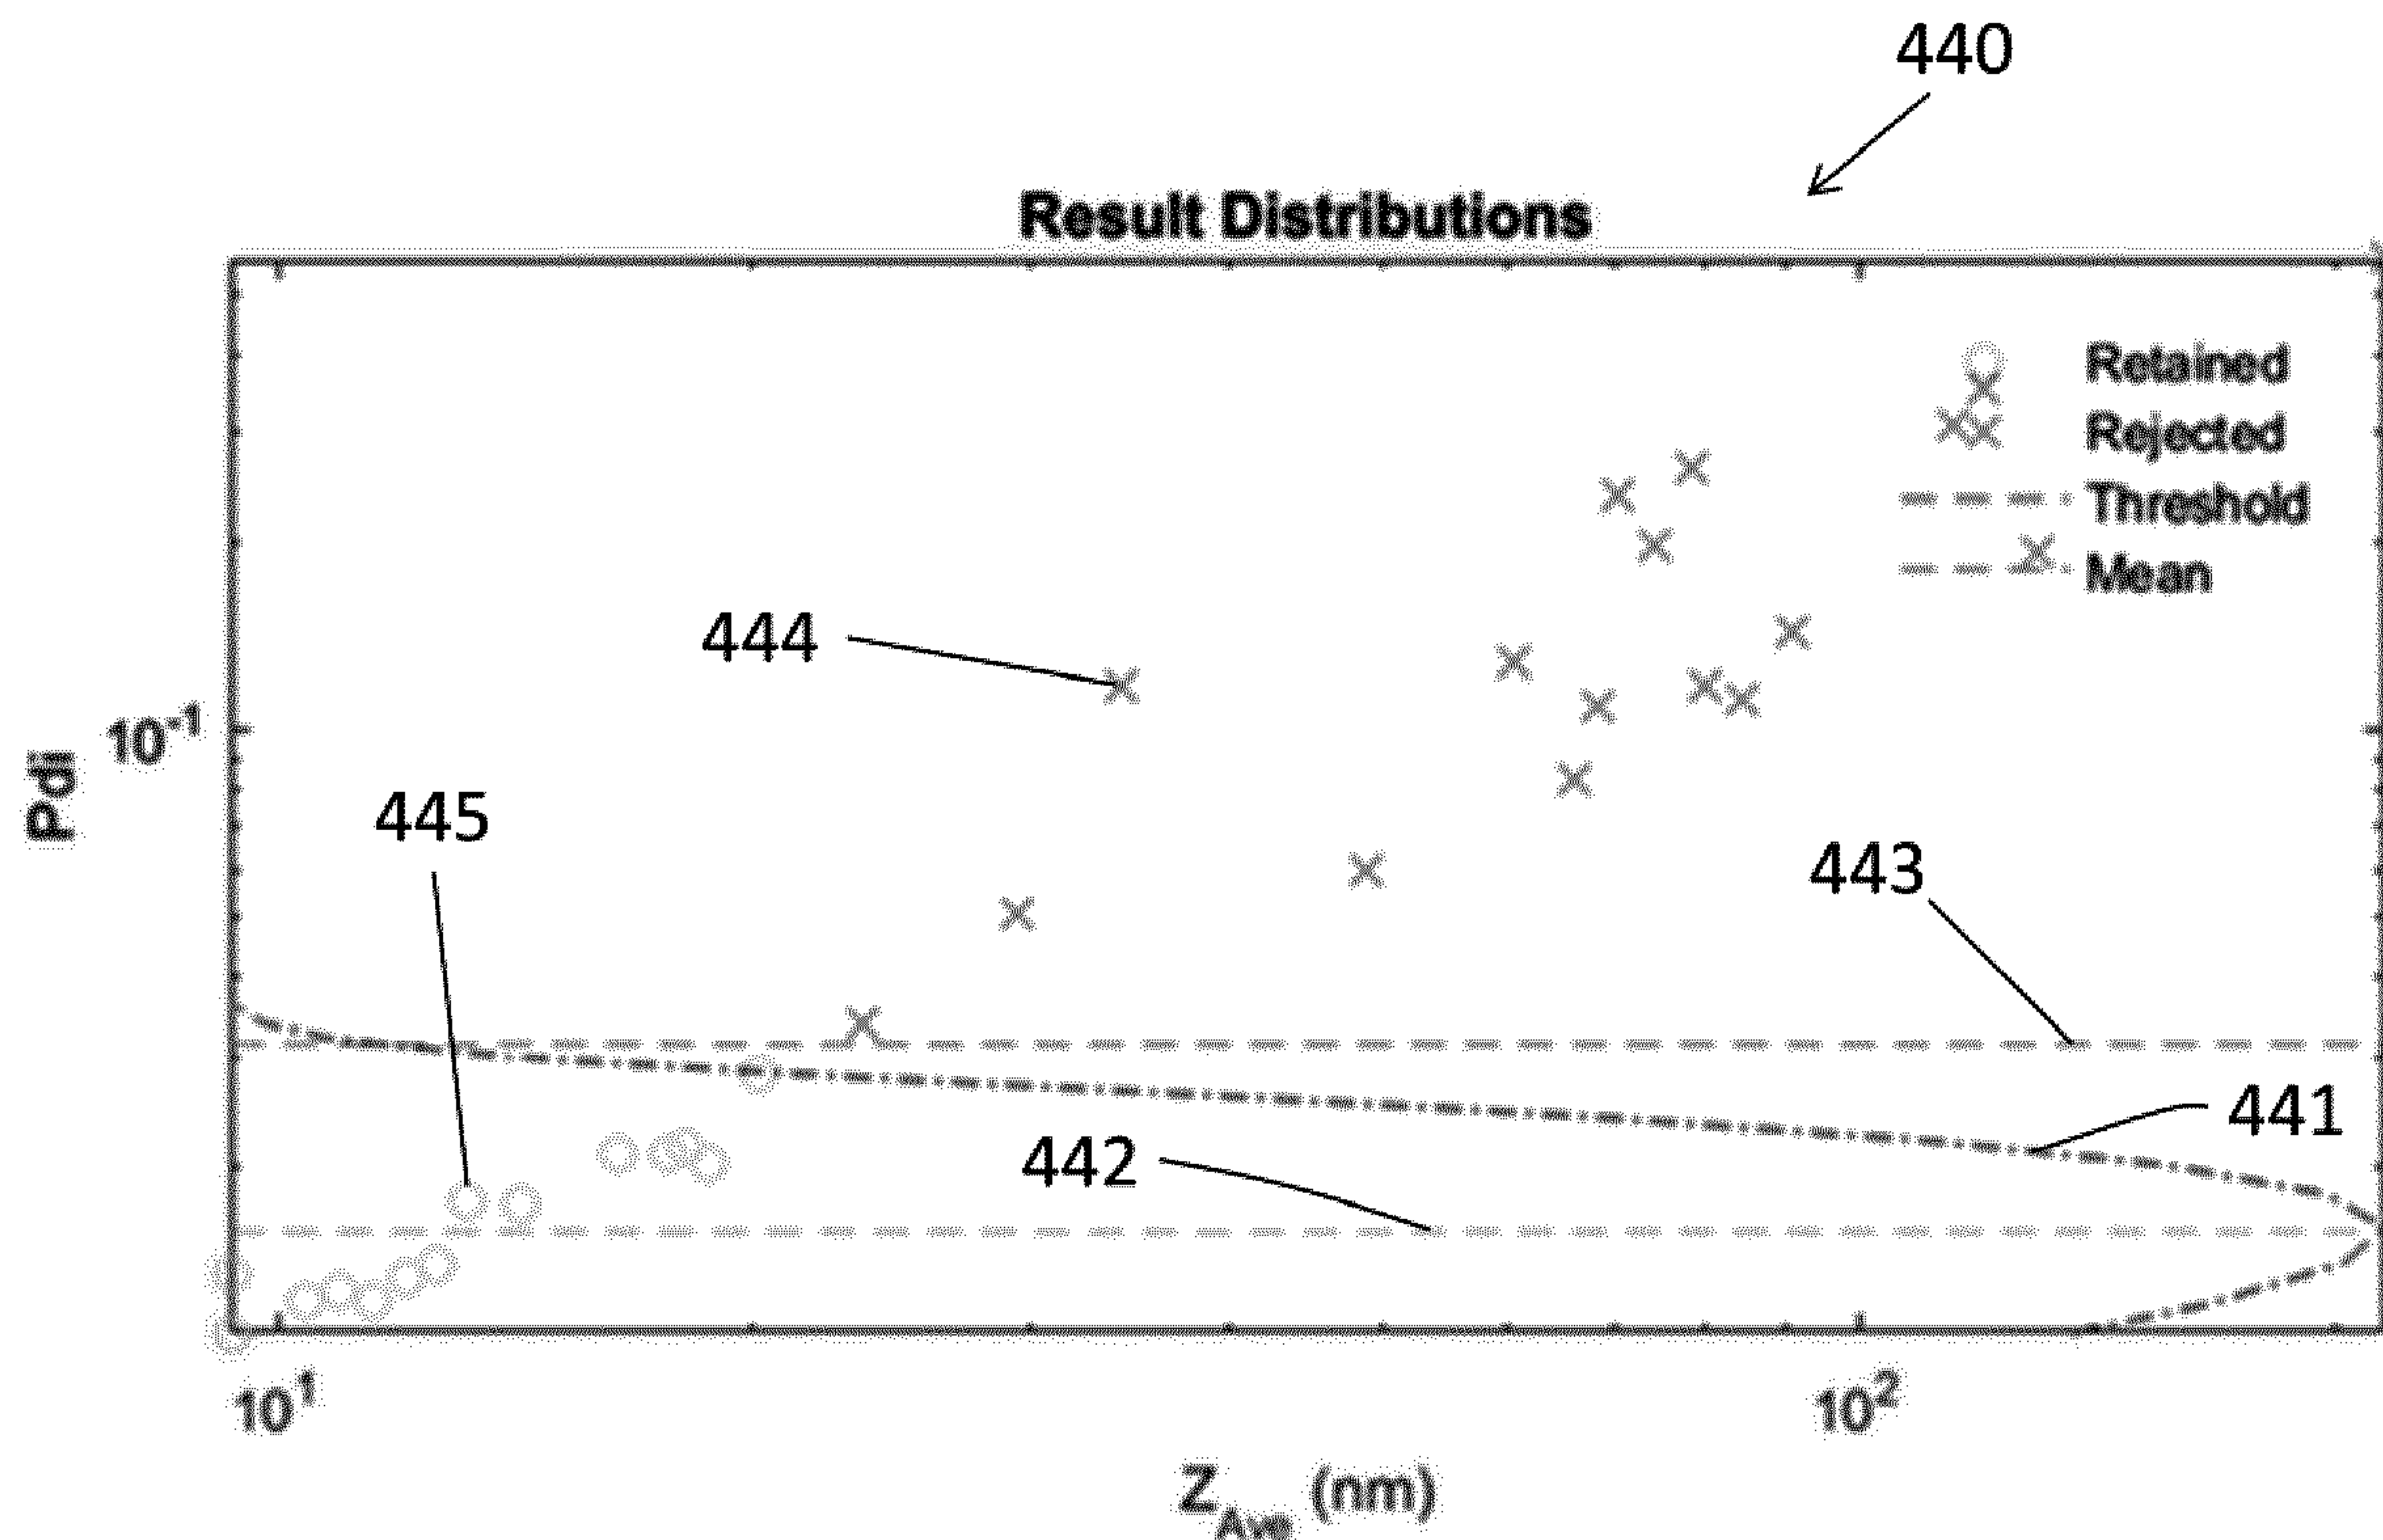 440
Result Distributions
Retained
Rejected
Threshold
Mean
444
10⁻¹
Pdi
445
443
441
442
10¹
10²
Z_Ave (nm)